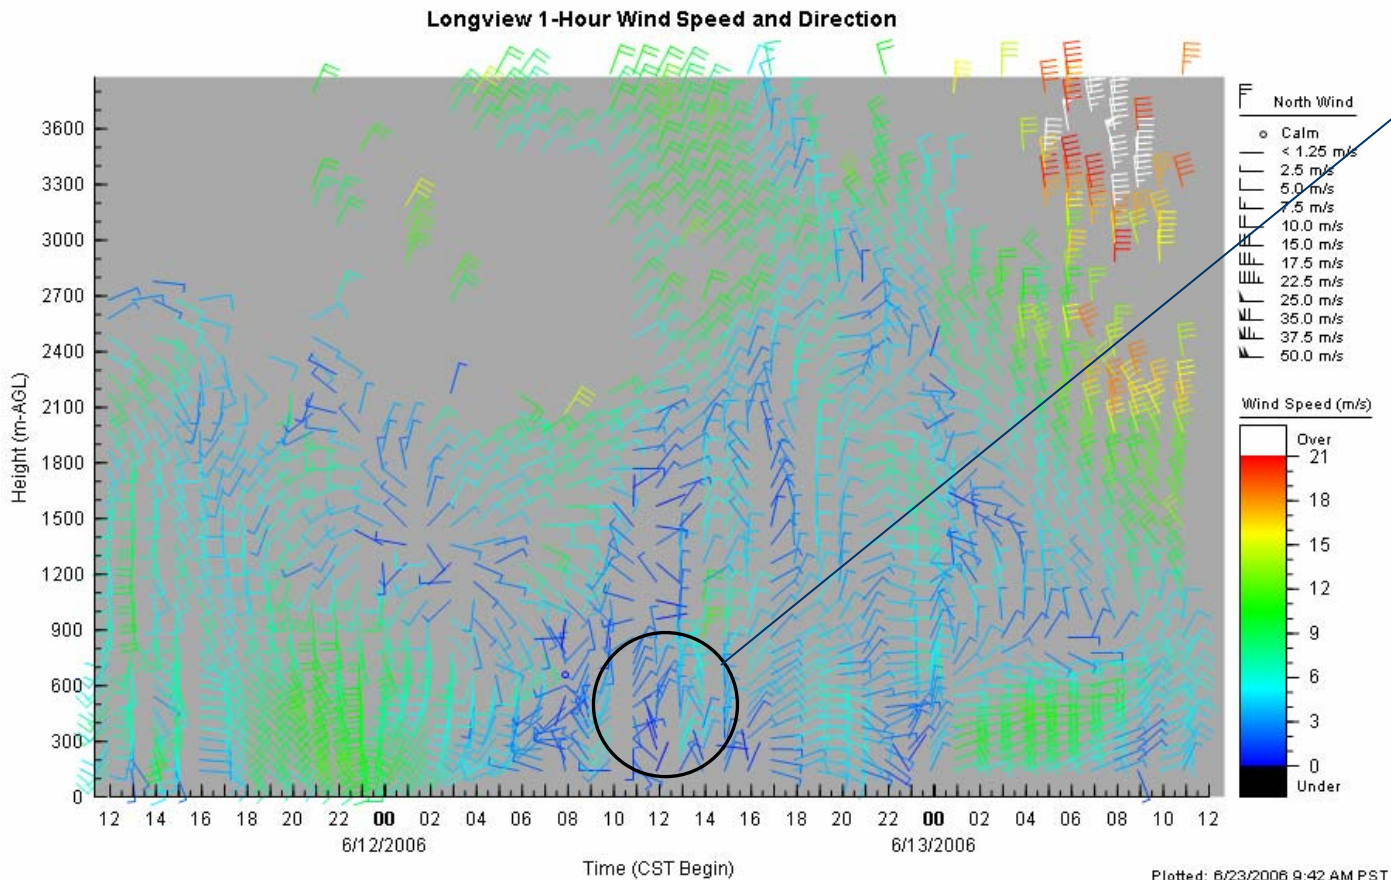 Longview 1-Hour Wind Speed and Direction
Height (m-AGL)
3600
3300
3000
2700
2400
2100
1800
1500
1200
900
600
300
0
12 14 16 18 20 22 00 02 04 06 08 10 12 14 16 18 20 22 00 02 04 06 08 10 12
6/12/2006 6/13/2006
Time (CST Begin)
North Wind
Calm
< 1.25 m/s
2.5 m/s
5.0 m/s
7.5 m/s
10.0 m/s
15.0 m/s
17.5 m/s
22.5 m/s
25.0 m/s
35.0 m/s
37.5 m/s
50.0 m/s
Wind Speed (m/s)
Over
21
18
15
12
9
6
3
0
Under
Plotted: 6/23/2006 9:42 AM PST